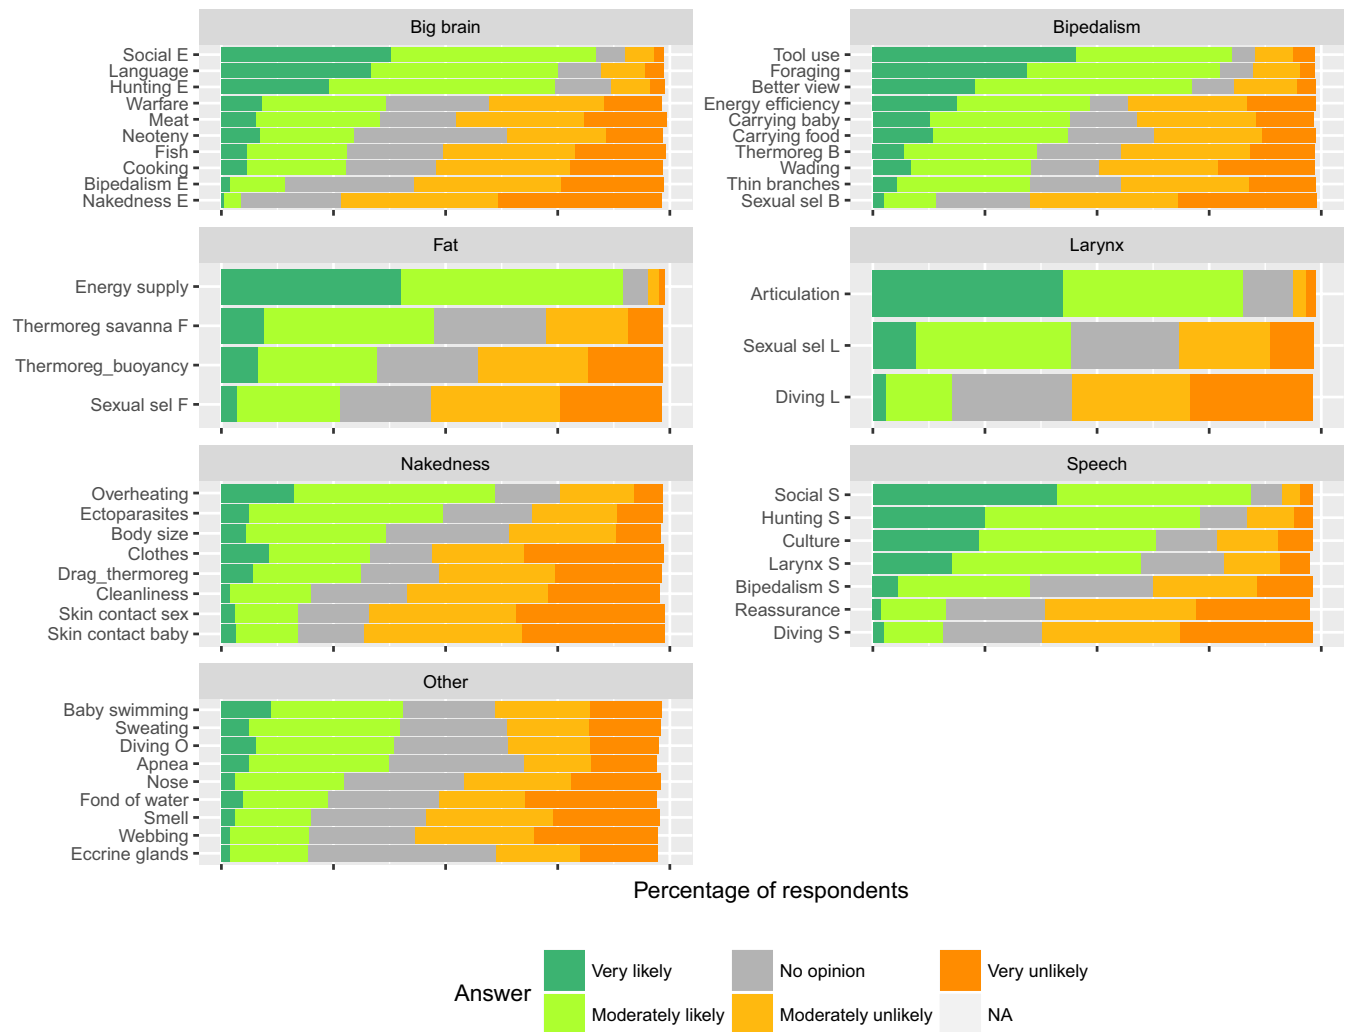 Big brain
Social E
Language
Hunting E
Warfare
Meat
Neoteny
Fish
Cooking
Bipedalism E
Nakedness E
Bipedalism
Tool use
Foraging
Better view
Energy efficiency
Carrying baby
Carrying food
Thermoreg B
Wading
Thin branches
Sexual sel B
Fat
Energy supply
Thermoreg savanna F
Thermoreg_buoyancy
Sexual sel F
Larynx
Articulation
Sexual sel L
Diving L
Nakedness
Overheating
Ectoparasites
Body size
Clothes
Drag_thermoreg
Cleanliness
Skin contact sex
Skin contact baby
Speech
Social S
Hunting S
Culture
Larynx S
Bipedalism S
Reassurance
Diving S
Other
Baby swimming
Sweating
Diving O
Apnea
Nose
Fond of water
Smell
Webbing
Eccrine glands
Percentage of respondents
Answer
Very likely
Moderately likely
No opinion
Moderately unlikely
Very unlikely
NA